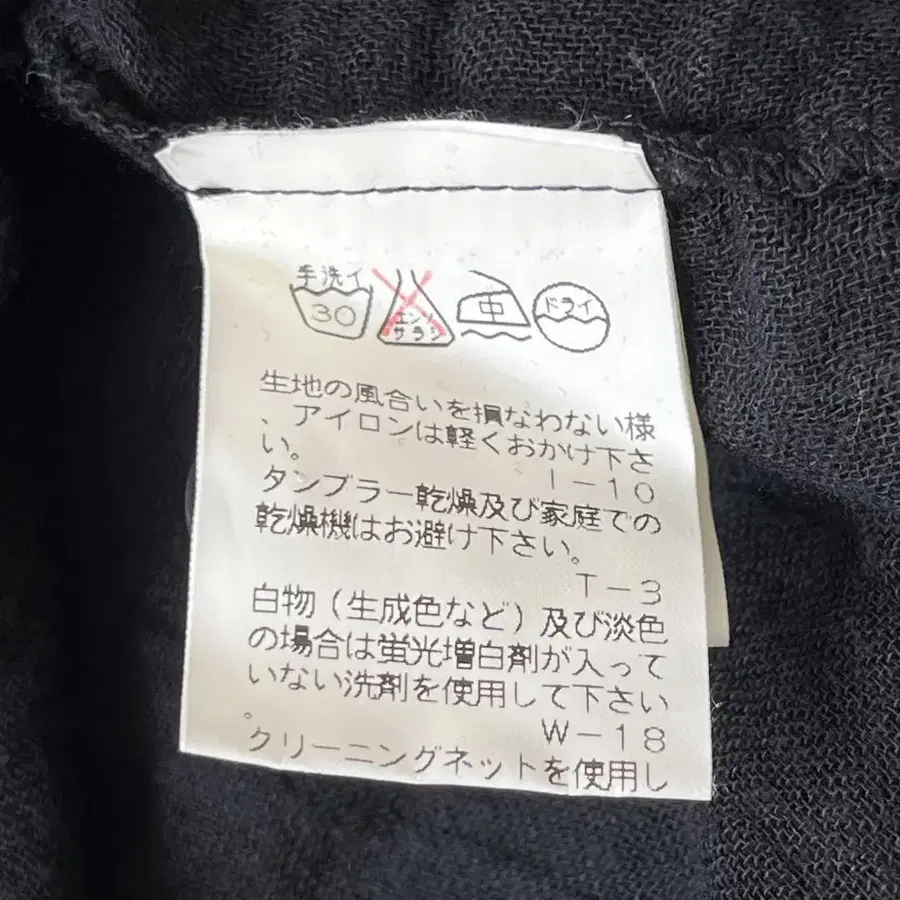 手洗イ
30
エンソ
サラシ
中
ドライ
生地の風合いを損なわない様
、アイロンは軽くおかけ下さ
い。
I-10
タンブラー乾燥及び家庭での
乾燥機はお避け下さい。
T-3
白物(生成色など)及び淡色
の場合は蛍光増白剤が入って
いない洗剤を使用して下さい
。
W-18
クリーニングネットを使用し